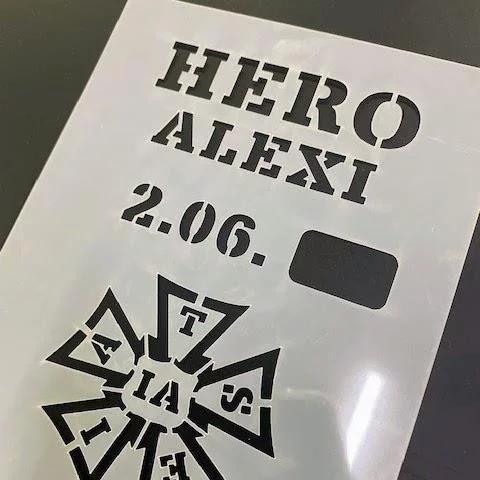 HERO
ALEXI
2.06.
I A T S E
IA